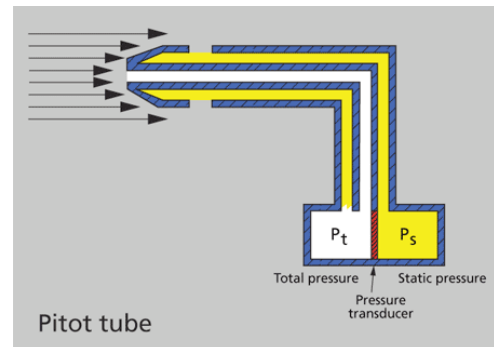 Pt
Ps
Total pressure
Static pressure
Pressure
transducer
Pitot tube